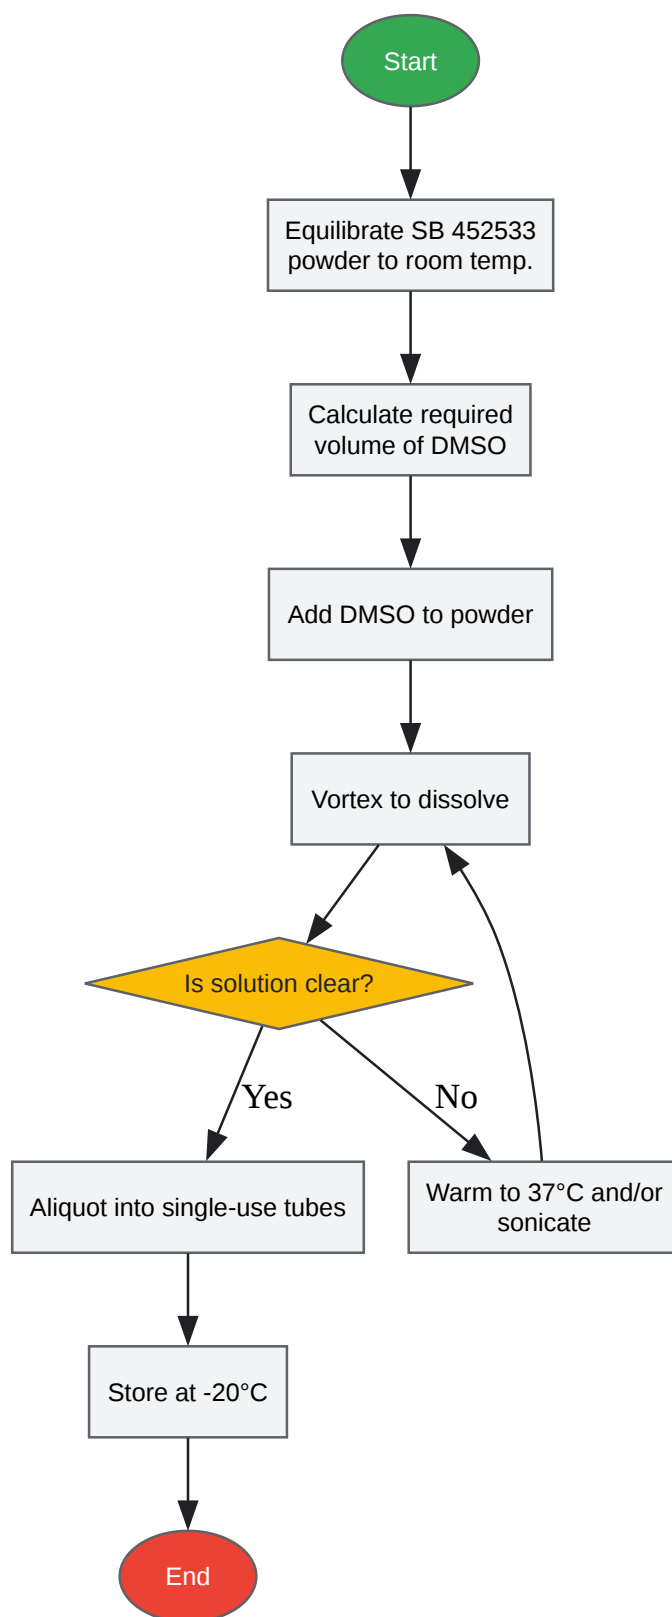 Start
Equilibrate SB 452533
powder to room temp.
Calculate required
volume of DMSO
Add DMSO to powder
Vortex to dissolve
Is solution clear?
Yes
No
Aliquot into single-use tubes
Warm to 37°C and/or
sonicate
Store at -20°C
End